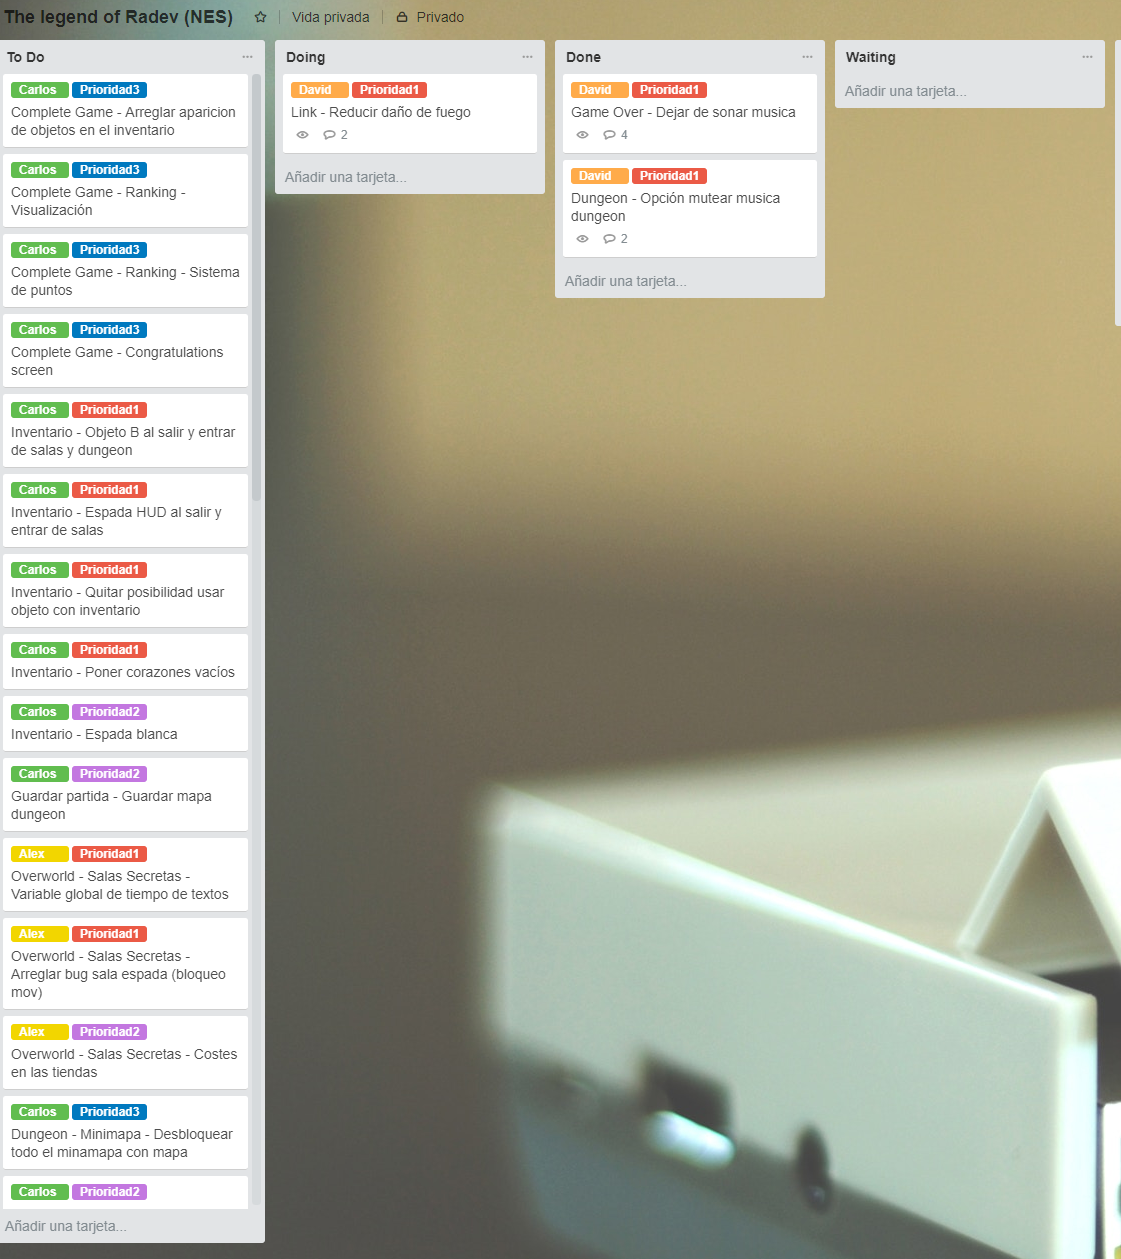 The legend of Radev (NES) Vida privada Privado
To Do
Carlos Prioridad3
Complete Game - Arreglar aparicion
de objetos en el inventario
Carlos Prioridad3
Complete Game - Ranking -
Visualización
Carlos Prioridad3
Complete Game - Ranking - Sistema
de puntos
Carlos Prioridad3
Complete Game - Congratulations
screen
Carlos Prioridad1
Inventario - Objeto B al salir y entrar
de salas y dungeon
Carlos Prioridad1
Inventario - Espada HUD al salir y
entrar de salas
Carlos Prioridad1
Inventario - Quitar posibilidad usar
objeto con inventario
Carlos Prioridad1
Inventario - Poner corazones vacíos
Carlos Prioridad2
Inventario - Espada blanca
Carlos Prioridad2
Guardar partida - Guardar mapa
dungeon
Alex Prioridad1
Overworld - Salas Secretas -
Variable global de tiempo de textos
Alex Prioridad1
Overworld - Salas Secretas -
Arreglar bug sala espada (bloqueo
mov)
Alex Prioridad2
Overworld - Salas Secretas - Costes
en las tiendas
Carlos Prioridad3
Dungeon - Minimapa - Desbloquear
todo el minamapa con mapa
Carlos Prioridad2
Añadir una tarjeta...
Doing
David Prioridad1
Link - Reducir daño de fuego
2
Añadir una tarjeta...
Done
David Prioridad1
Game Over - Dejar de sonar musica
4
David Prioridad1
Dungeon - Opción mutear musica
dungeon
2
Añadir una tarjeta...
Waiting
Añadir una tarjeta...